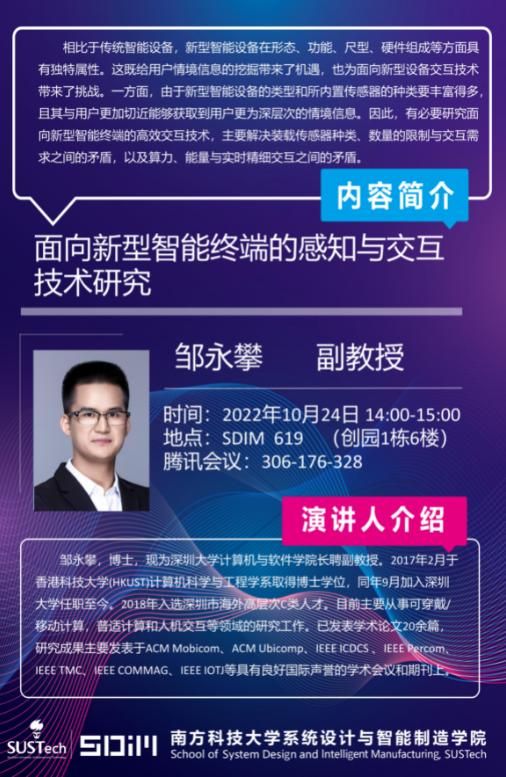 相比于传统智能设备，新型智能设备在形态、功能、尺型、硬件组成等方面具
有独特属性。这既给用户情境信息的挖掘带来了机遇，也为面向新型设备交互技术
带来了挑战。一方面，由于新型智能设备的类型和所内置传感器的种类要丰富得多，
且其与用户更加切近能够获取到用户更为深层次的情境信息。因此，有必要研究面
向新型智能终端的高效交互技术，主要解决装载传感器种类、数量的限制与交互需
求之间的矛盾，以及算力、能量与实时精细交互之间的矛盾。
内容简介
面向新型智能终端的感知与交互
技术研究
邹永攀 副教授
时间：2022年10月24日 14:00-15:00
地点：SDIM 619 （创园1栋6楼）
腾讯会议：306-176-328
演讲人介绍
邹永攀，博士，现为深圳大学计算机与软件学院长聘副教授。2017年2月于
香港科技大学(HKUST)计算机科学与工程学系取得博士学位，同年9月加入深圳
大学任职至今。2018年入选深圳市海外高层次C类人才。目前主要从事可穿戴/
移动计算，普适计算和人机交互等领域的研究工作。已发表学术论文20余篇，
研究成果主要发表于ACM Mobicom、ACM Ubicomp、IEEE ICDCS 、IEEE Percom、
IEEE TMC、IEEE COMMAG、IEEE IOTJ等具有良好国际声誉的学术会议和期刊上。
SUSTech
SDIM
南方科技大学系统设计与智能制造学院
School of System Design and Intelligent Manufacturing, SUSTech